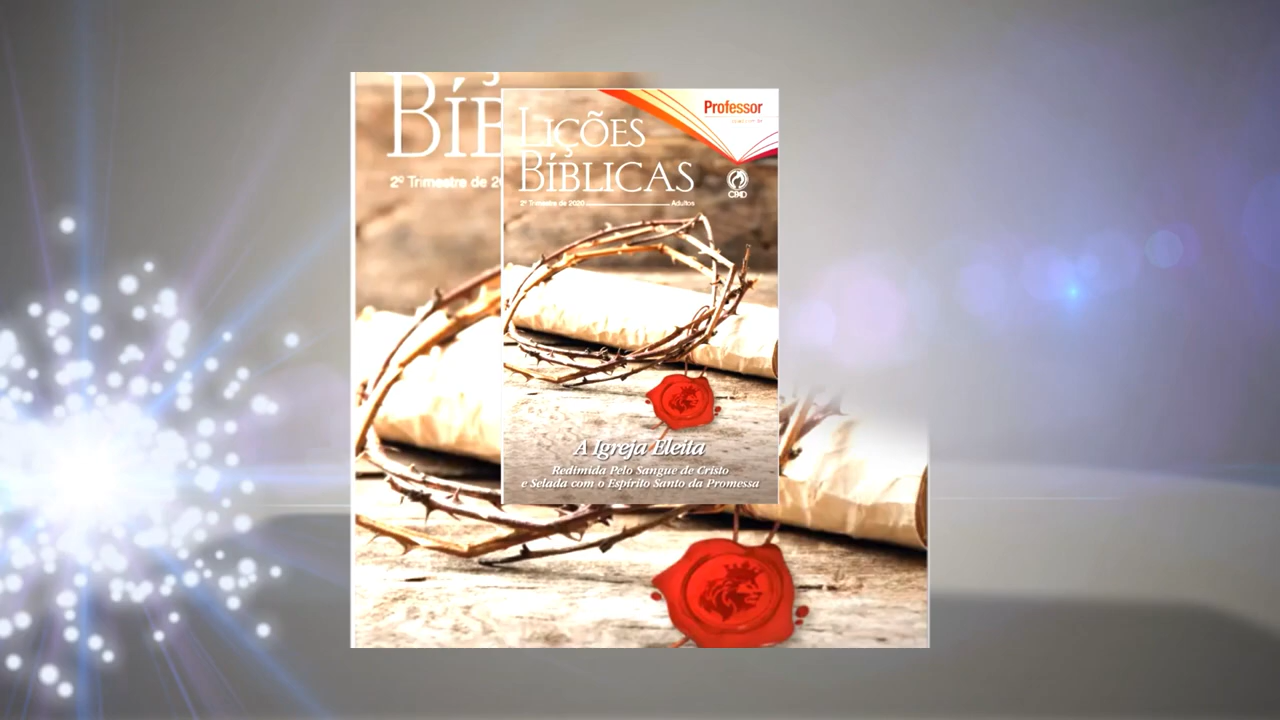 BÍB
2º Trimestre de 20
Professor
LIÇÕES
BÍBLICAS
CPAD
2º Trimestre de 2020 Adultos
A Igreja Eleita
Redimida Pelo Sangue de Cristo
e Selada com o Espírito Santo da Promessa